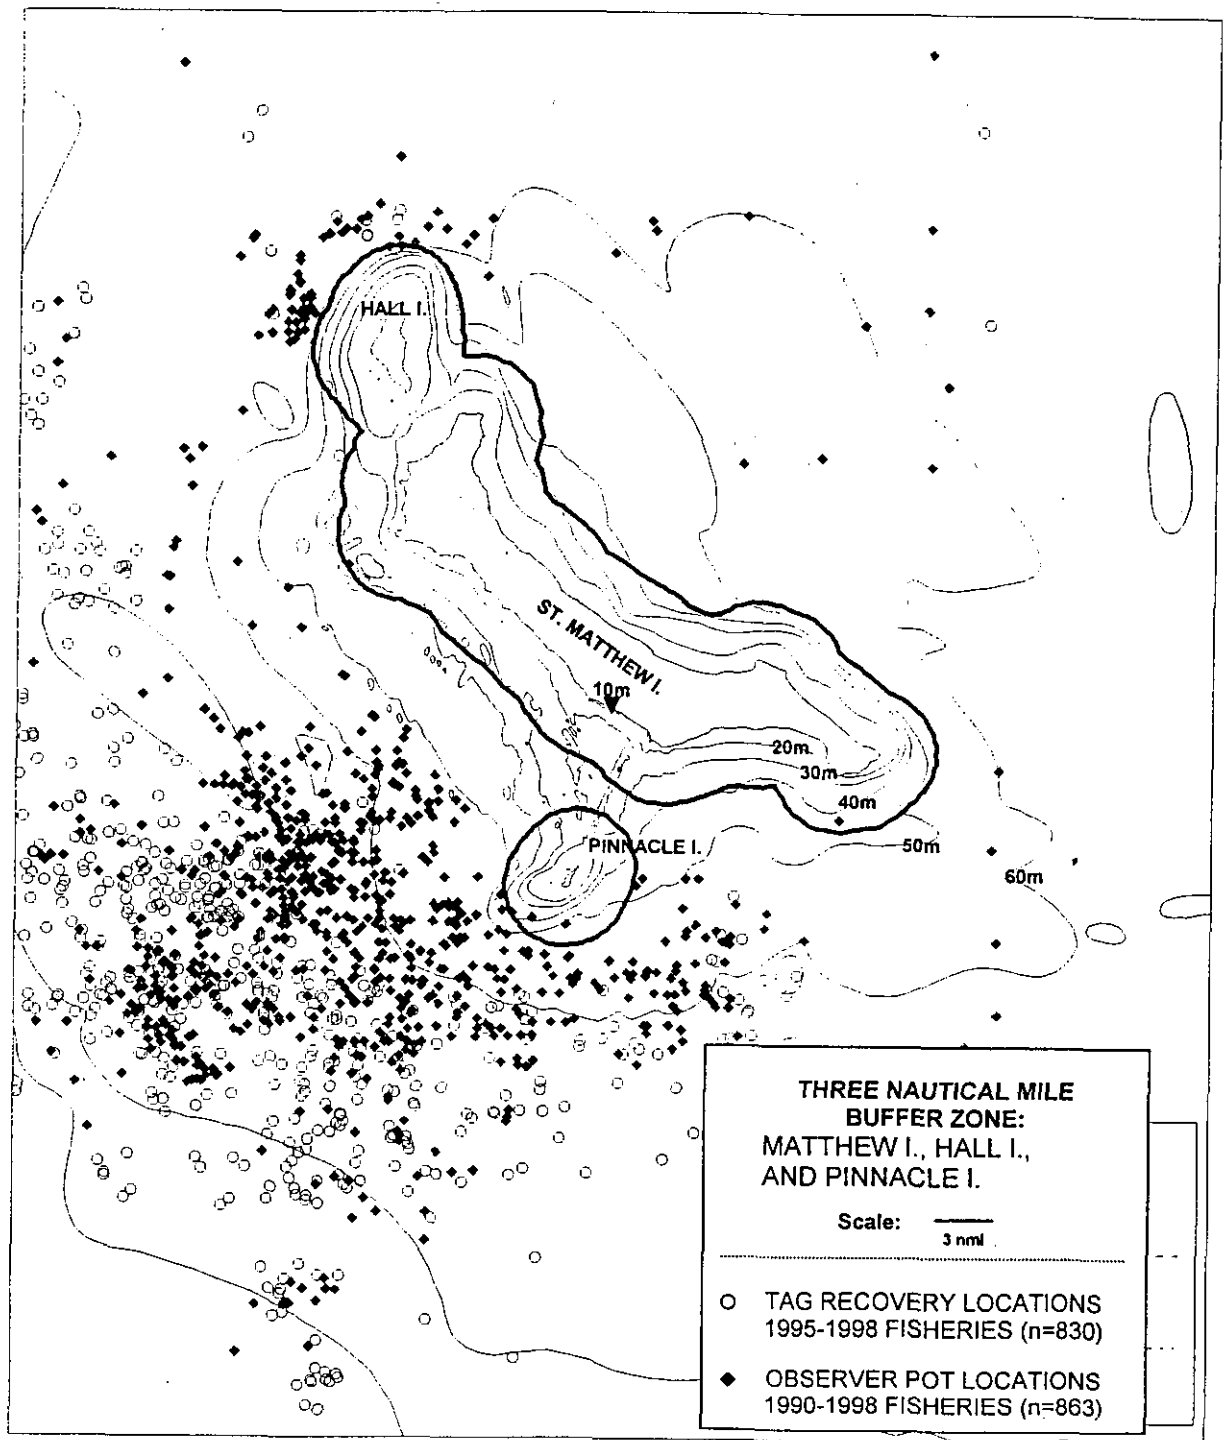 HALL I.
ST. MATTHEW I.
10m
20m
30m
40m
PINNACLE I.
50m
60m
THREE NAUTICAL MILE
BUFFER ZONE:
MATTHEW I., HALL I.,
AND PINNACLE I.
Scale:
3 nml
TAG RECOVERY LOCATIONS
1995-1998 FISHERIES (n=830)
OBSERVER POT LOCATIONS
1990-1998 FISHERIES (n=863)